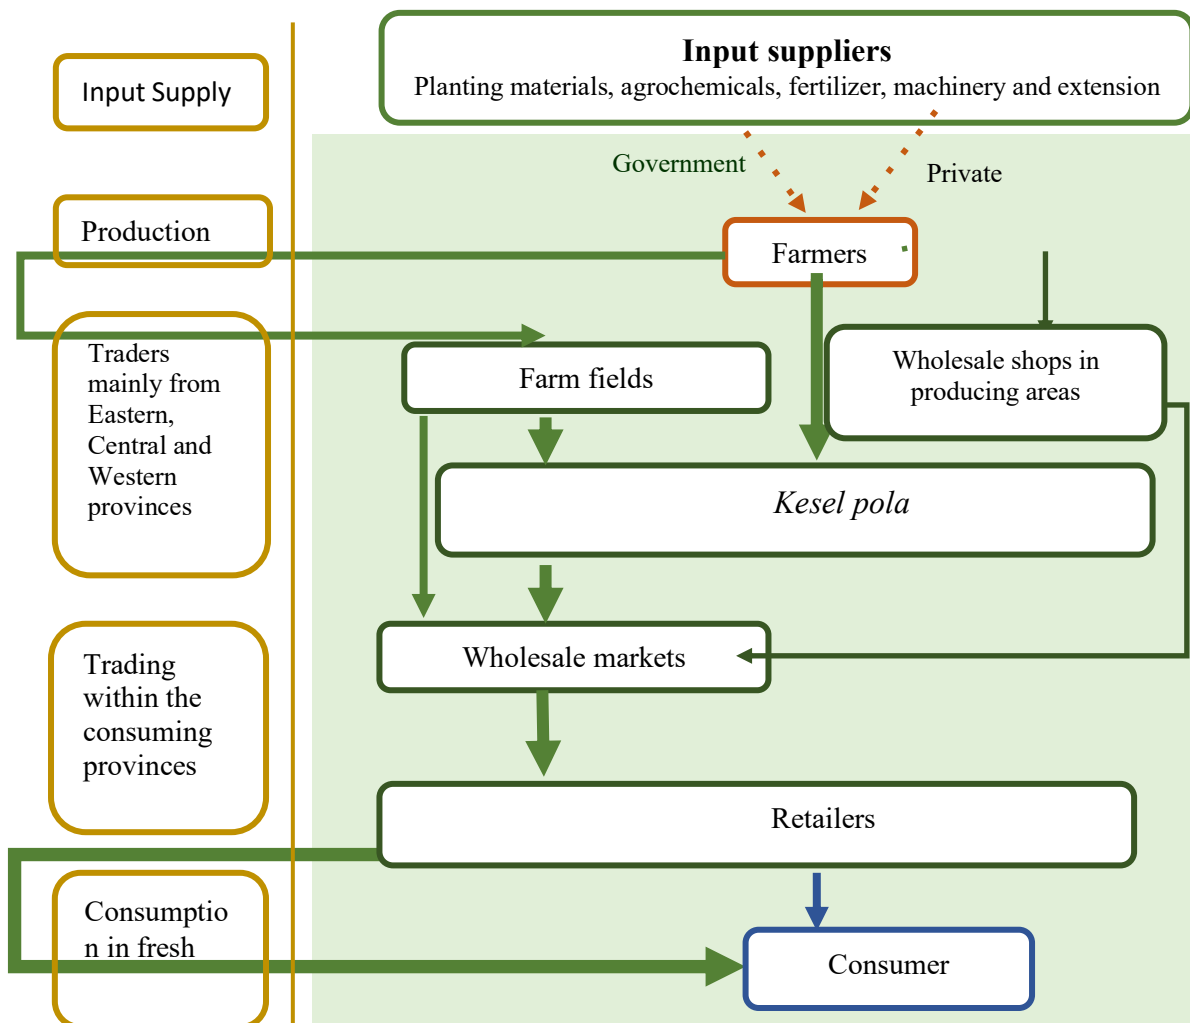 Input suppliers
Planting materials, agrochemicals, fertilizer, machinery and extension
Input Supply
Government
Private
Production
Farmers
Traders
mainly from
Eastern,
Central and
Western
provinces
Farm fields
Wholesale shops in
producing areas
Kesel pola
Trading
within the
consuming
provinces
Wholesale markets
Retailers
Consumptio
n in fresh
Consumer